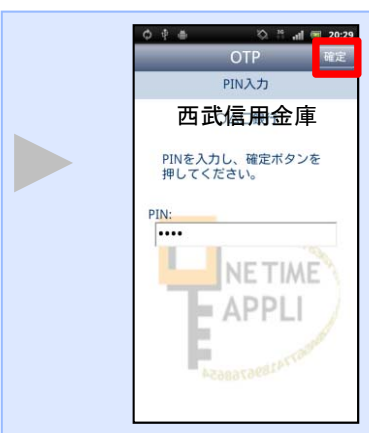 20:29
OTP
確定
PIN入力
西武信用金庫
PINを入力し、確定ボタンを
押してください。
PIN:
••••
NE TIME
APPLI